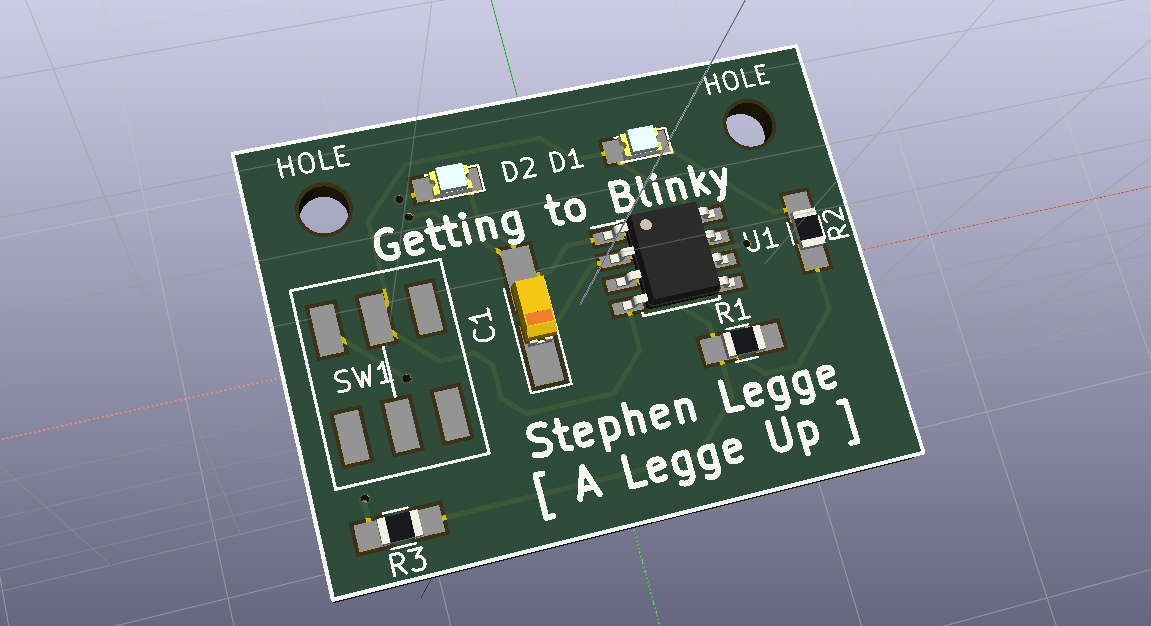 HOLE
HOLE
D2 D1
Getting to Blinky
U1
R2
C1
R1
SW1
Stephen Legge
[ A Legge Up ]
R3